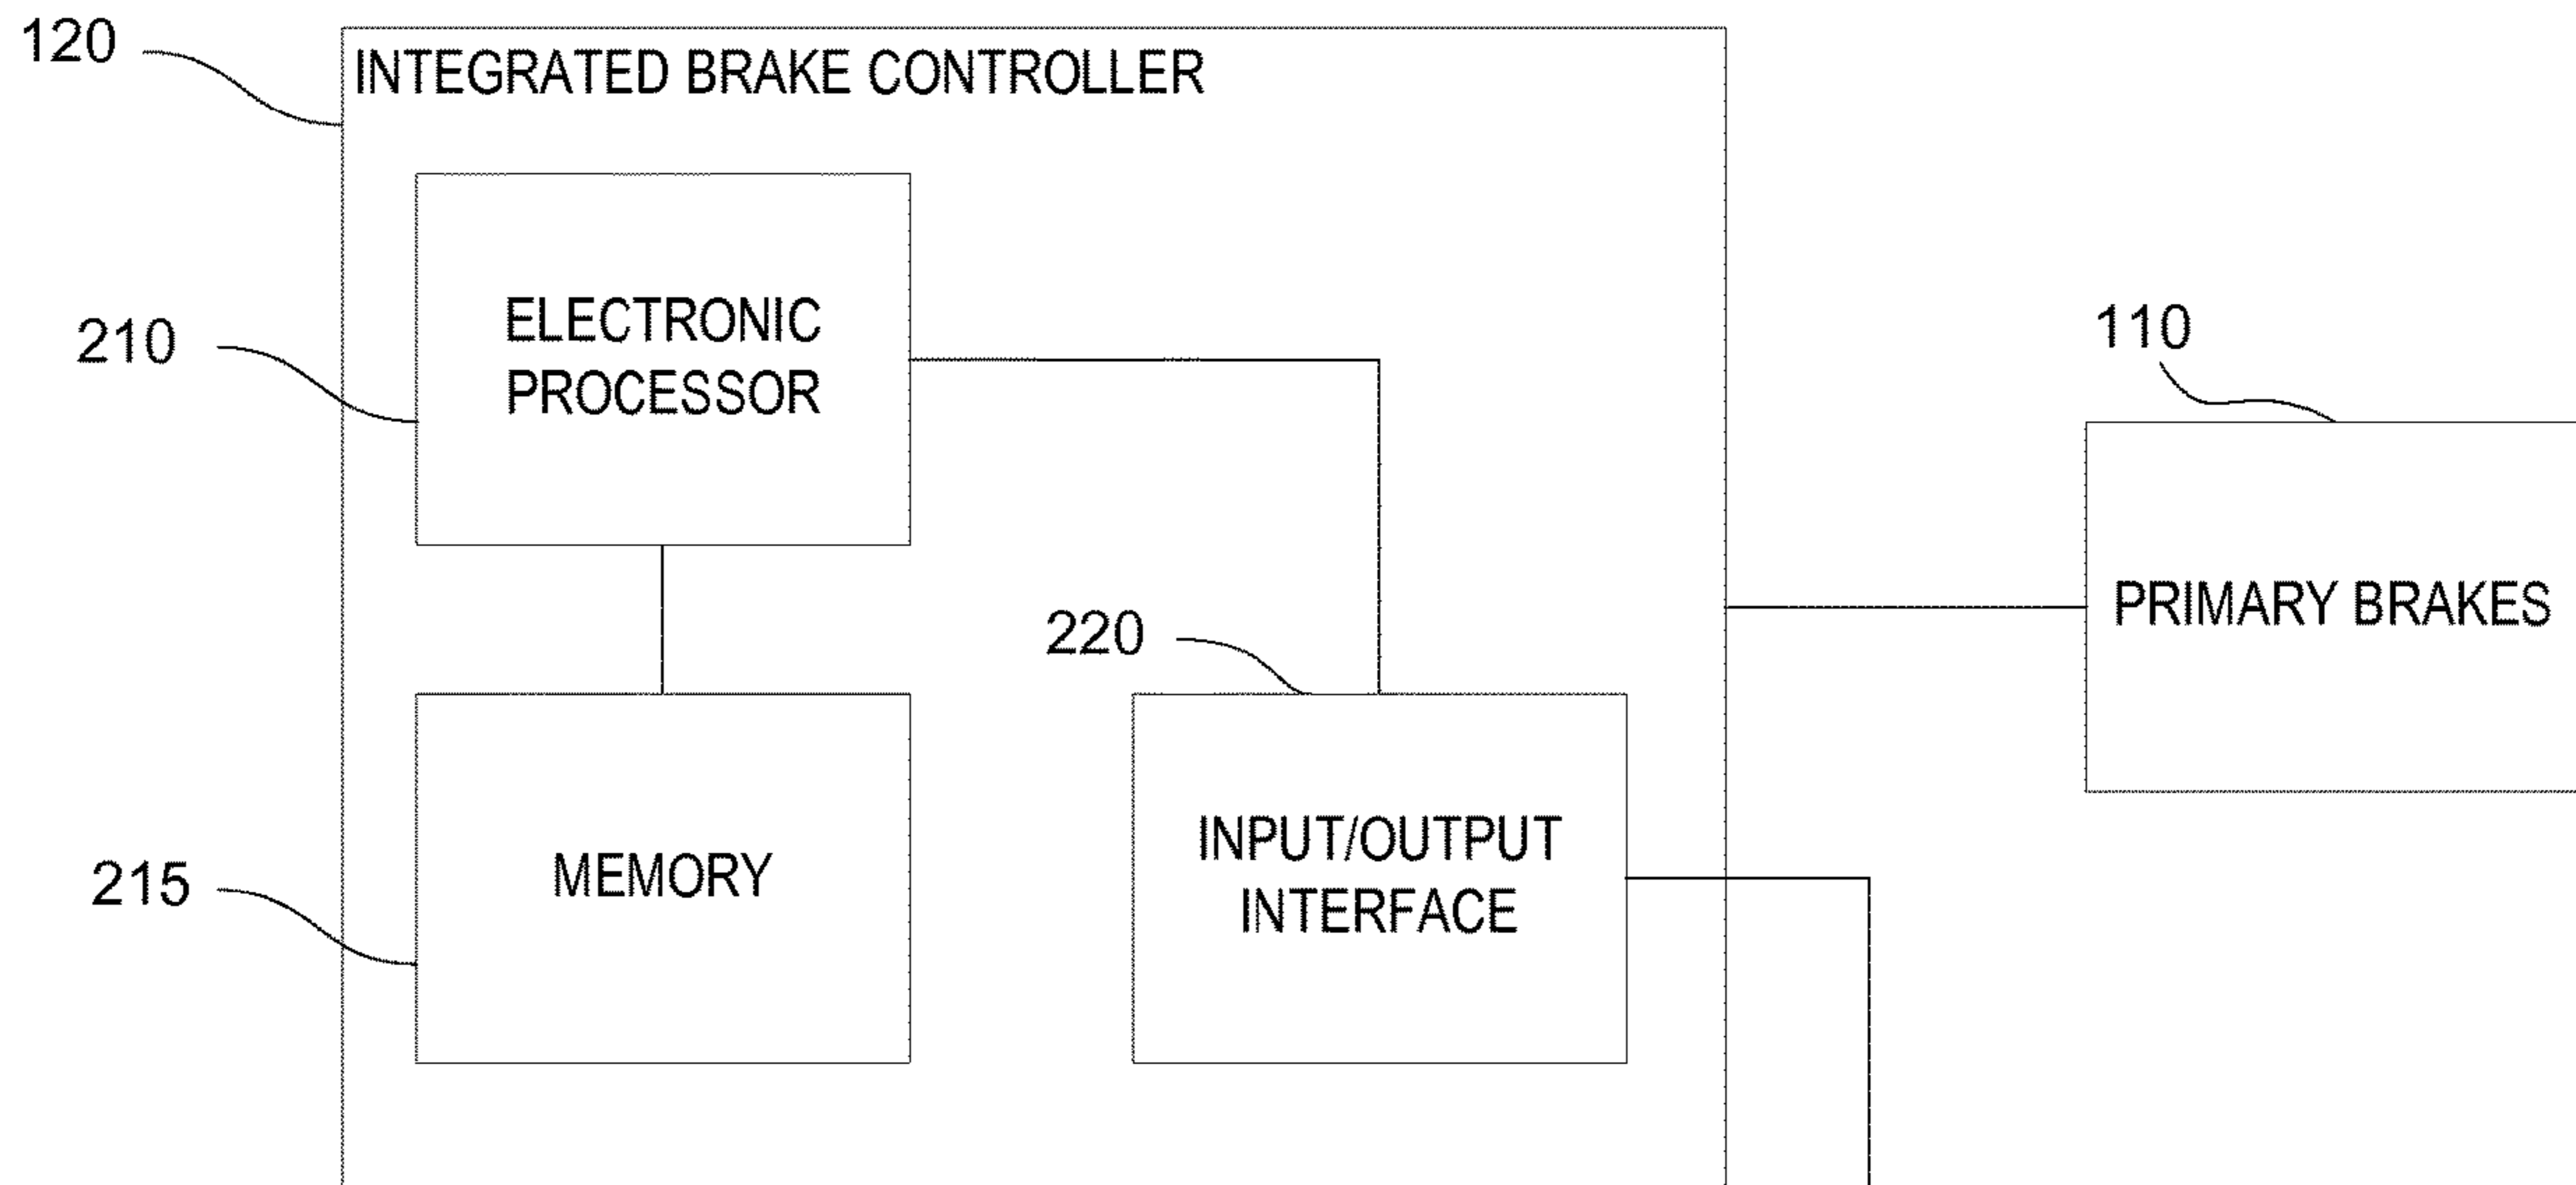 120
INTEGRATED BRAKE CONTROLLER
210
ELECTRONIC
PROCESSOR
110
PRIMARY BRAKES
220
215
MEMORY
INPUT/OUTPUT
INTERFACE